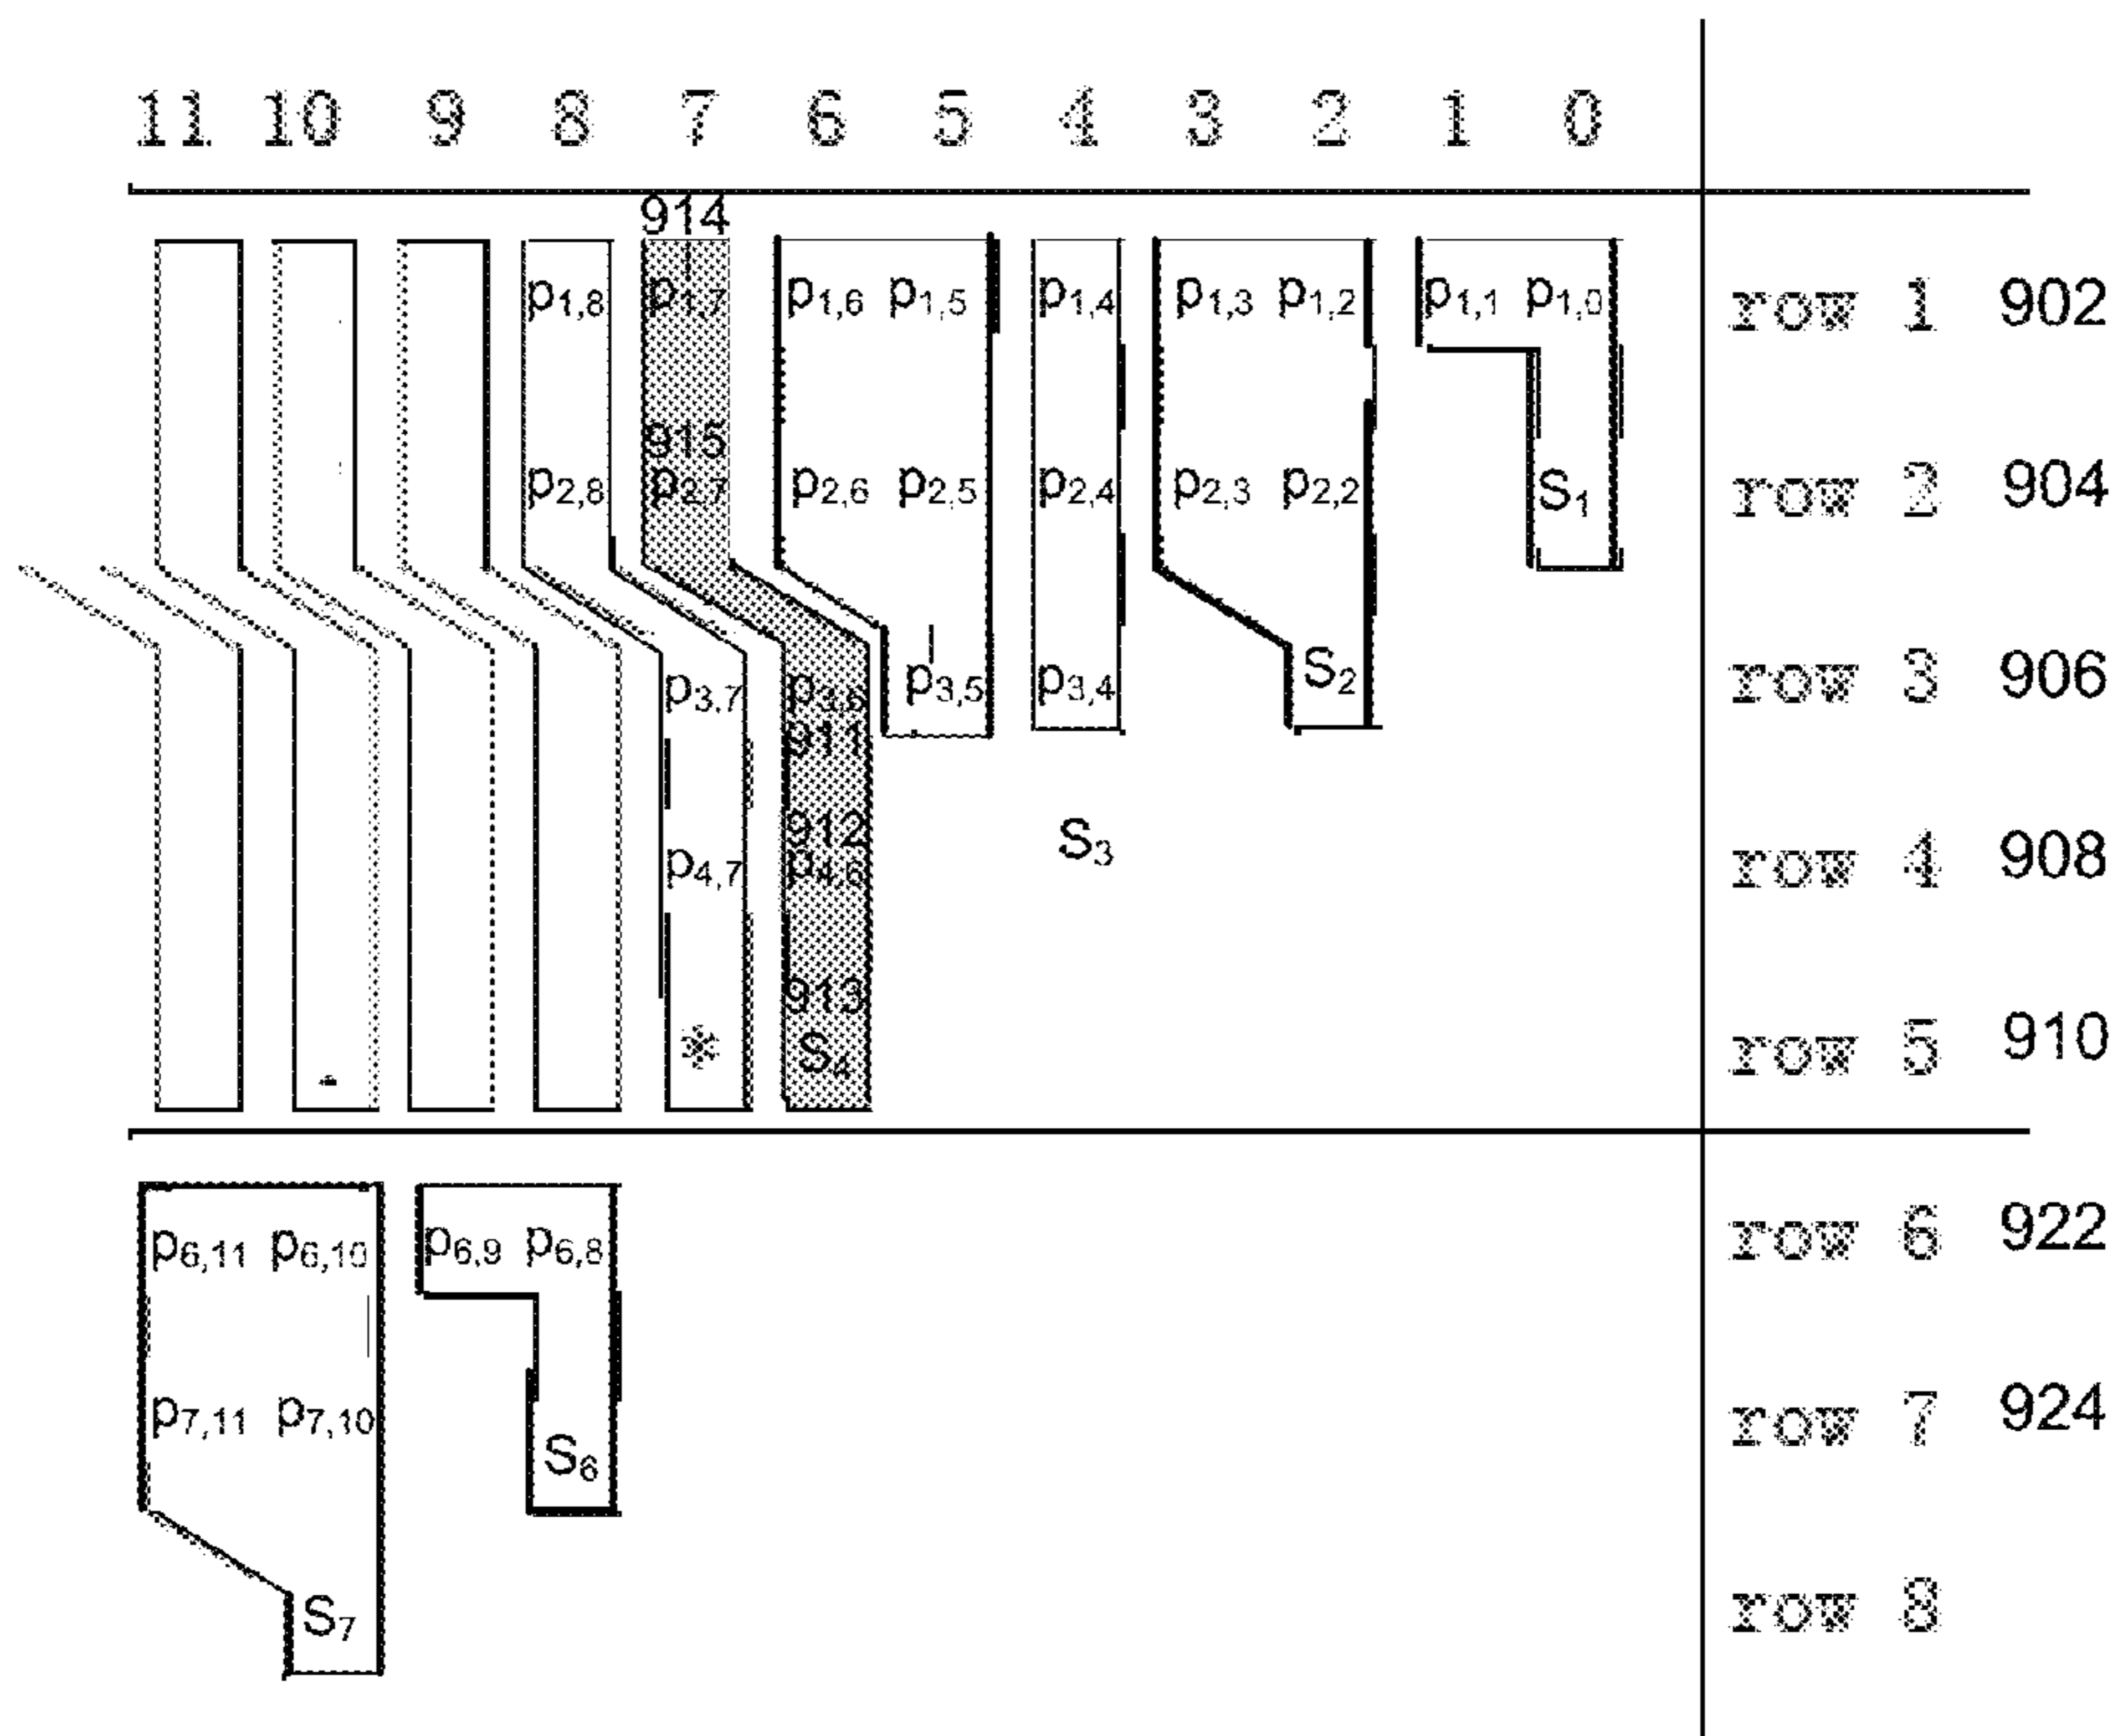 11 10 9 8 7 6 5 4 3 2 1 0
914
p1,8 p1,7 p1,6 p1,5 p1,4 p1,3 p1,2 p1,1 p1,0 row 1 902
915
p2,8 p2,7 p2,6 p2,5 p2,4 p2,3 p2,2 S1 row 2 904
p3,7 p3,6 p3,5 p3,4 S2 row 3 906
911
912
S3
p4,7 p4,6 row 4 908
913
* S4 row 5 910
p6,11 p6,10 p6,9 p6,8 row 6 922
p7,11 p7,10 row 7 924
S6
S7 row 8